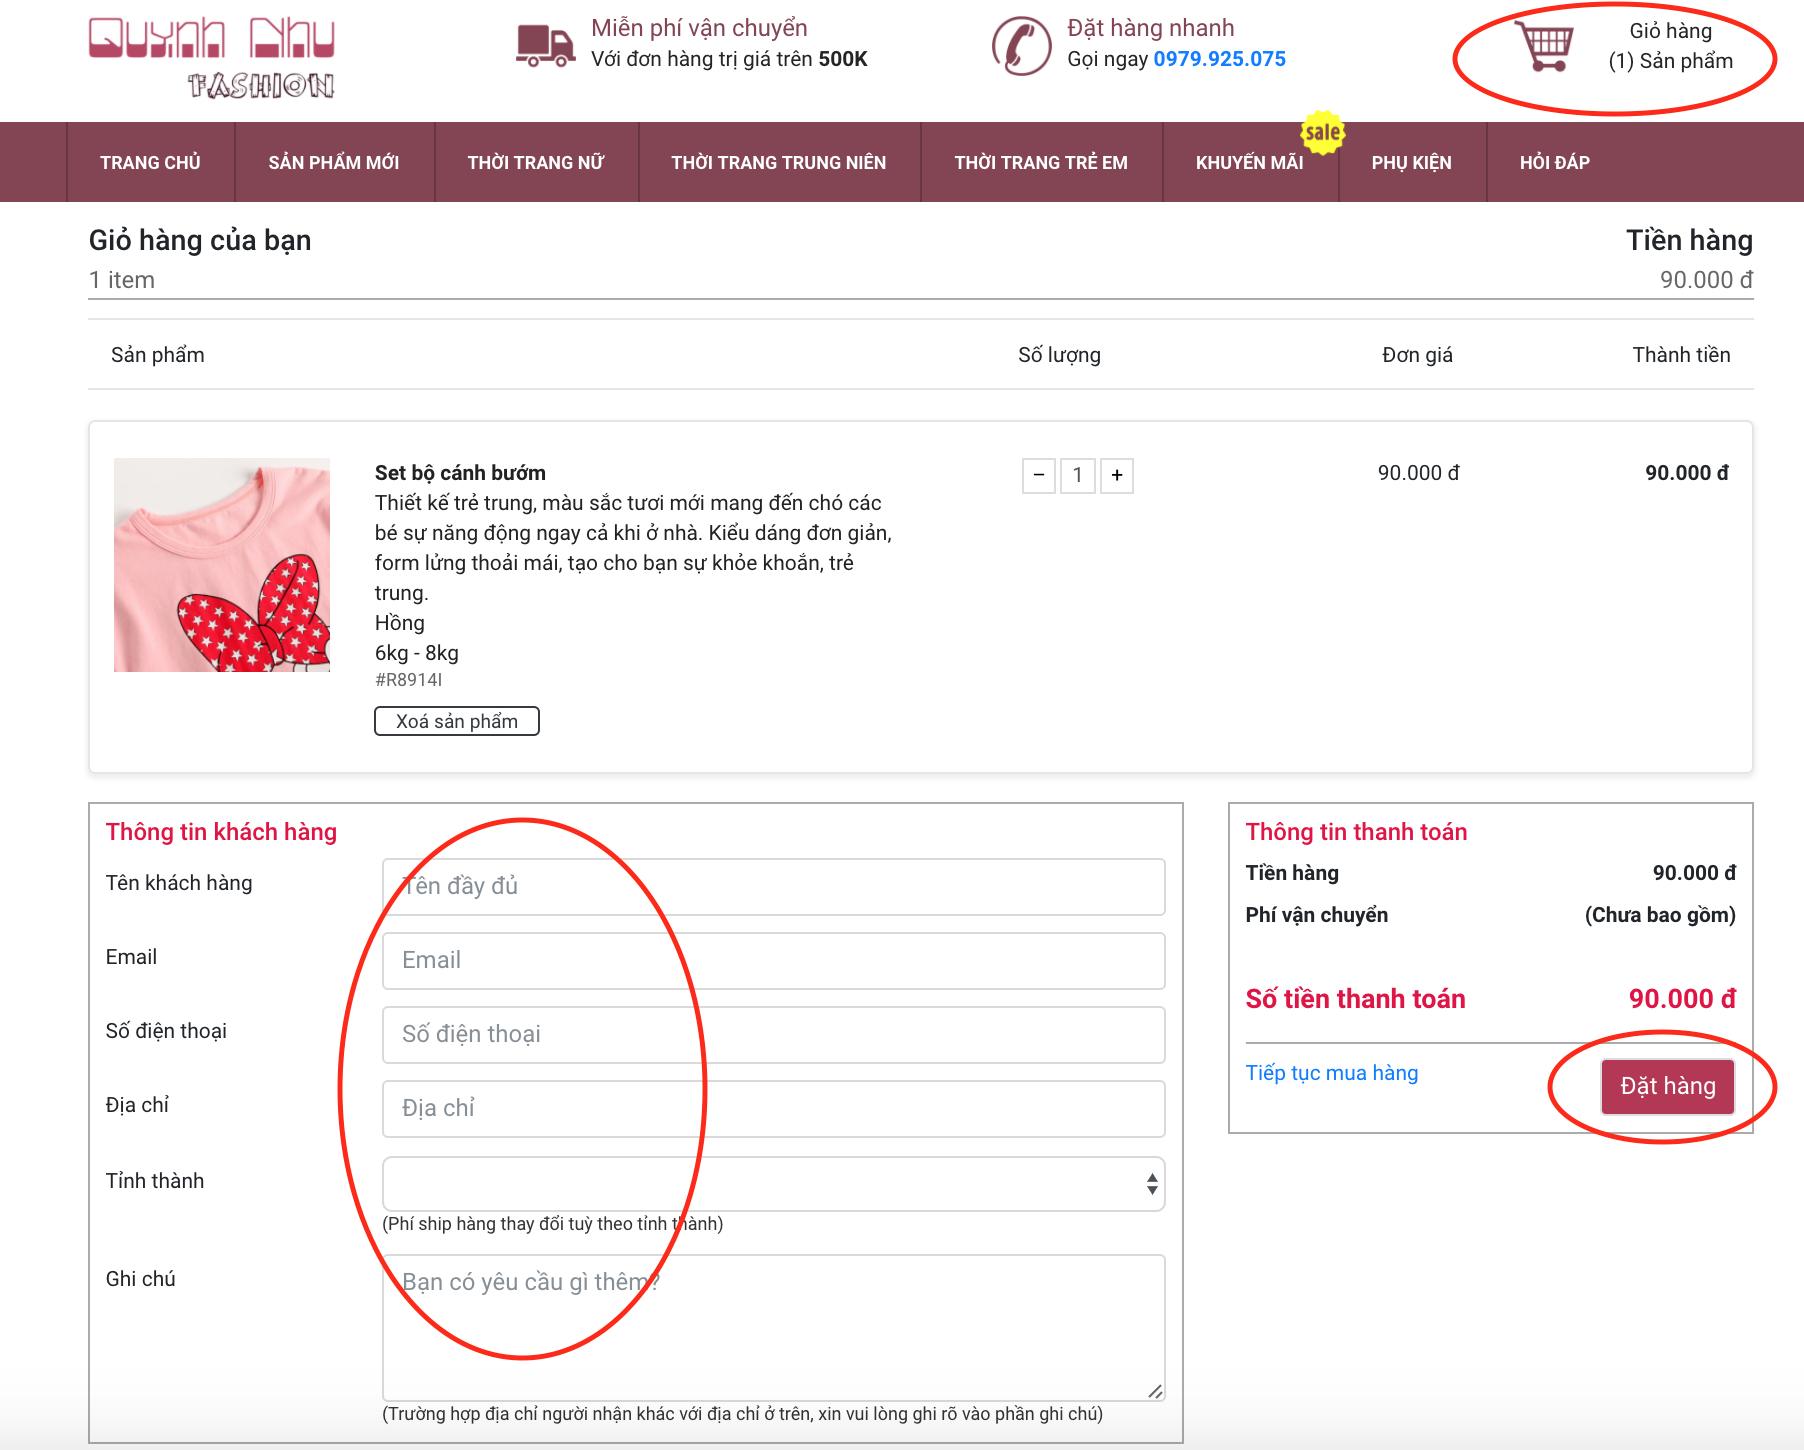 Quỳnh Như
FASHION
Miễn phí vận chuyển
Với đơn hàng trị giá trên 500K
Đặt hàng nhanh
Gọi ngay 0979.925.075
Giỏ hàng
(1) Sản phẩm
TRANG CHỦ
SẢN PHẨM MỚI
THỜI TRANG NỮ
THỜI TRANG TRUNG NIÊN
THỜI TRANG TRẺ EM
KHUYẾN MÃI
sale
PHỤ KIỆN
HỎI ĐÁP
Giỏ hàng của bạn
Tiền hàng
1 item
90.000 đ
Sản phẩm
Số lượng
Đơn giá
Thành tiền
Set bộ cánh bướm
Thiết kế trẻ trung, màu sắc tươi mới mang đến chó các
bé sự năng động ngay cả khi ở nhà. Kiểu dáng đơn giản,
form lửng thoải mái, tạo cho bạn sự khỏe khoắn, trẻ
trung.
Hồng
6kg - 8kg
#R8914I
Xoá sản phẩm
− 1 +
90.000 đ
90.000 đ
Thông tin khách hàng
Tên khách hàng
Tên đầy đủ
Email
Email
Số điện thoại
Số điện thoại
Địa chỉ
Địa chỉ
Tỉnh thành
(Phí ship hàng thay đổi tuỳ theo tỉnh thành)
Ghi chú
Bạn có yêu cầu gì thêm?
(Trường hợp địa chỉ người nhận khác với địa chỉ ở trên, xin vui lòng ghi rõ vào phần ghi chú)
Thông tin thanh toán
Tiền hàng
90.000 đ
Phí vận chuyển
(Chưa bao gồm)
Số tiền thanh toán
90.000 đ
Tiếp tục mua hàng
Đặt hàng